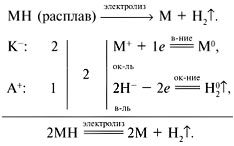 MH (расплав) электролиз⟶ M + H₂↑.
K⁻: 2 | 2 | M⁺ + 1e в-ние⟹ M⁰,
ок-ль
A⁺: 1 2H⁻ − 2e ок-ние⟹ H₂⁰↑,
в-ль
2MH электролиз⟹ 2M + H₂↑.